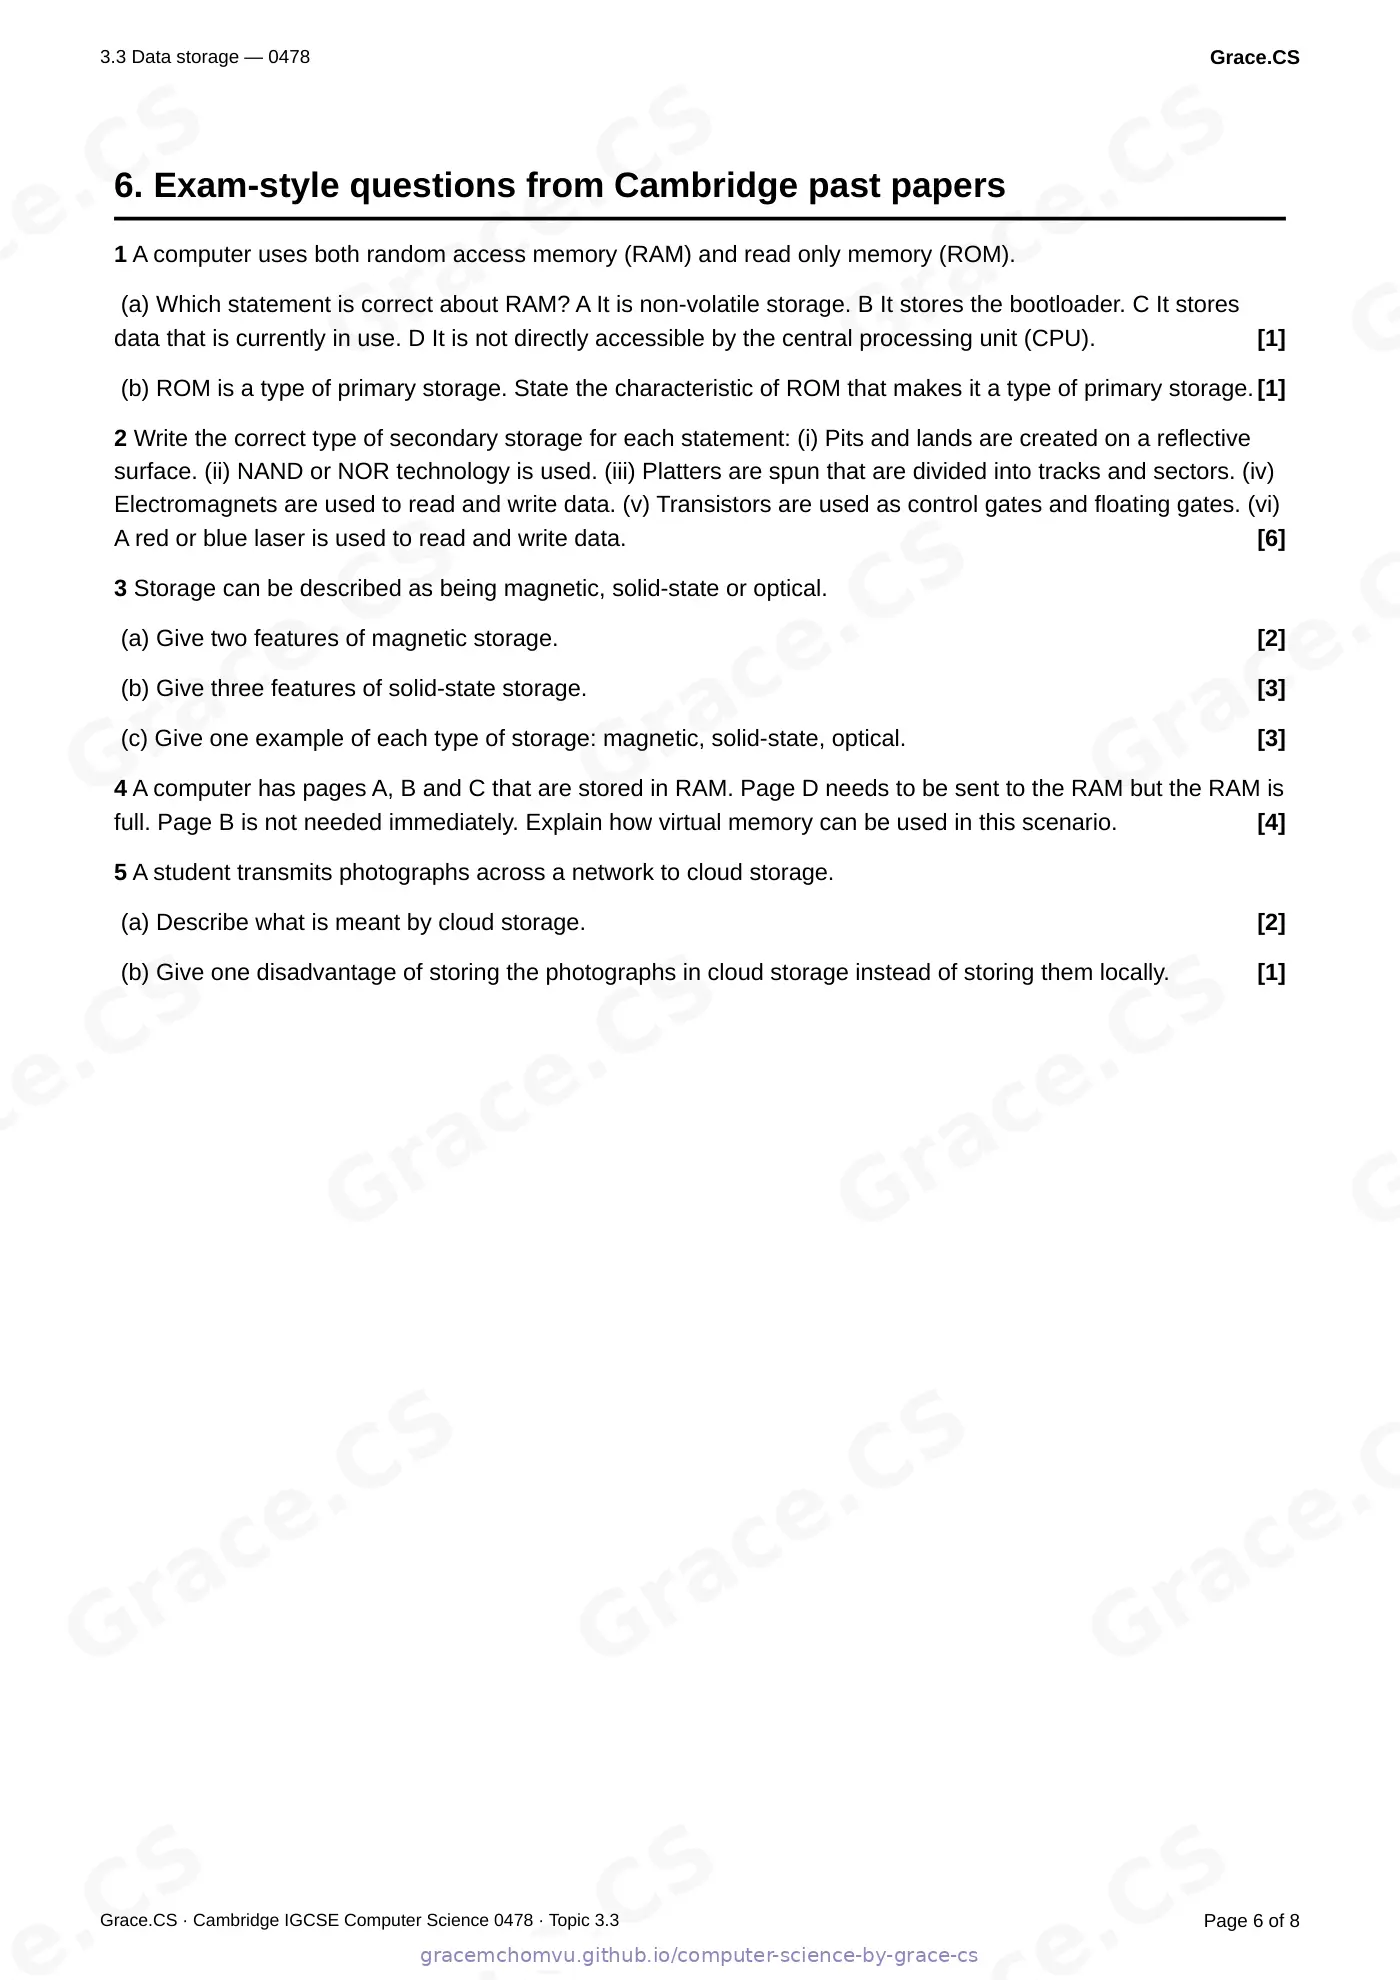 3.3 Data storage — 0478
Grace.CS
6. Exam-style questions from Cambridge past papers
1 A computer uses both random access memory (RAM) and read only memory (ROM).
(a) Which statement is correct about RAM? A It is non-volatile storage. B It stores the bootloader. C It stores
data that is currently in use. D It is not directly accessible by the central processing unit (CPU). [1]
(b) ROM is a type of primary storage. State the characteristic of ROM that makes it a type of primary storage. [1]
2 Write the correct type of secondary storage for each statement: (i) Pits and lands are created on a reflective
surface. (ii) NAND or NOR technology is used. (iii) Platters are spun that are divided into tracks and sectors. (iv)
Electromagnets are used to read and write data. (v) Transistors are used as control gates and floating gates. (vi)
A red or blue laser is used to read and write data. [6]
3 Storage can be described as being magnetic, solid-state or optical.
(a) Give two features of magnetic storage. [2]
(b) Give three features of solid-state storage. [3]
(c) Give one example of each type of storage: magnetic, solid-state, optical. [3]
4 A computer has pages A, B and C that are stored in RAM. Page D needs to be sent to the RAM but the RAM is
full. Page B is not needed immediately. Explain how virtual memory can be used in this scenario. [4]
5 A student transmits photographs across a network to cloud storage.
(a) Describe what is meant by cloud storage. [2]
(b) Give one disadvantage of storing the photographs in cloud storage instead of storing them locally. [1]
Grace.CS · Cambridge IGCSE Computer Science 0478 · Topic 3.3
Page 6 of 8
gracemchomvu.github.io/computer-science-by-grace-cs